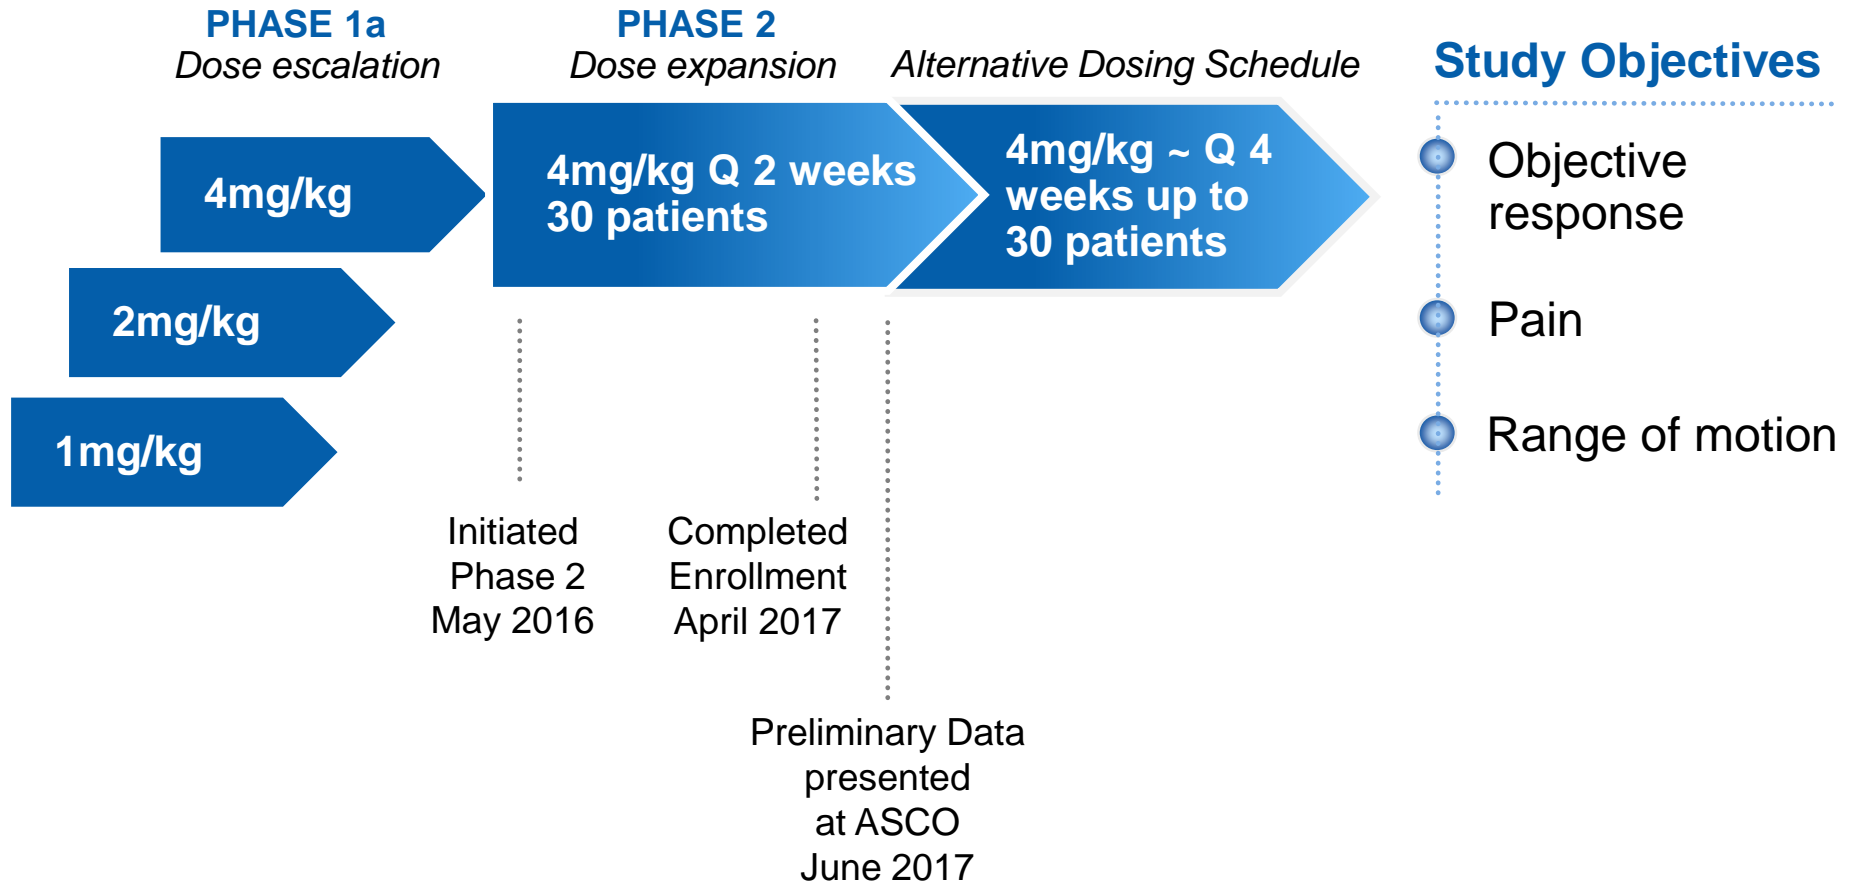 PHASE 1a
Dose escalation
4mg/kg
2mg/kg
1mg/kg
PHASE 2
Dose expansion
4mg/kg Q 2 weeks
30 patients
Alternative Dosing Schedule
4mg/kg ~ Q 4
weeks up to
30 patients
Initiated
Phase 2
May 2016
Completed
Enrollment
April 2017
Preliminary Data
presented
at ASCO
June 2017
Study Objectives
Objective
response
Pain
Range of motion